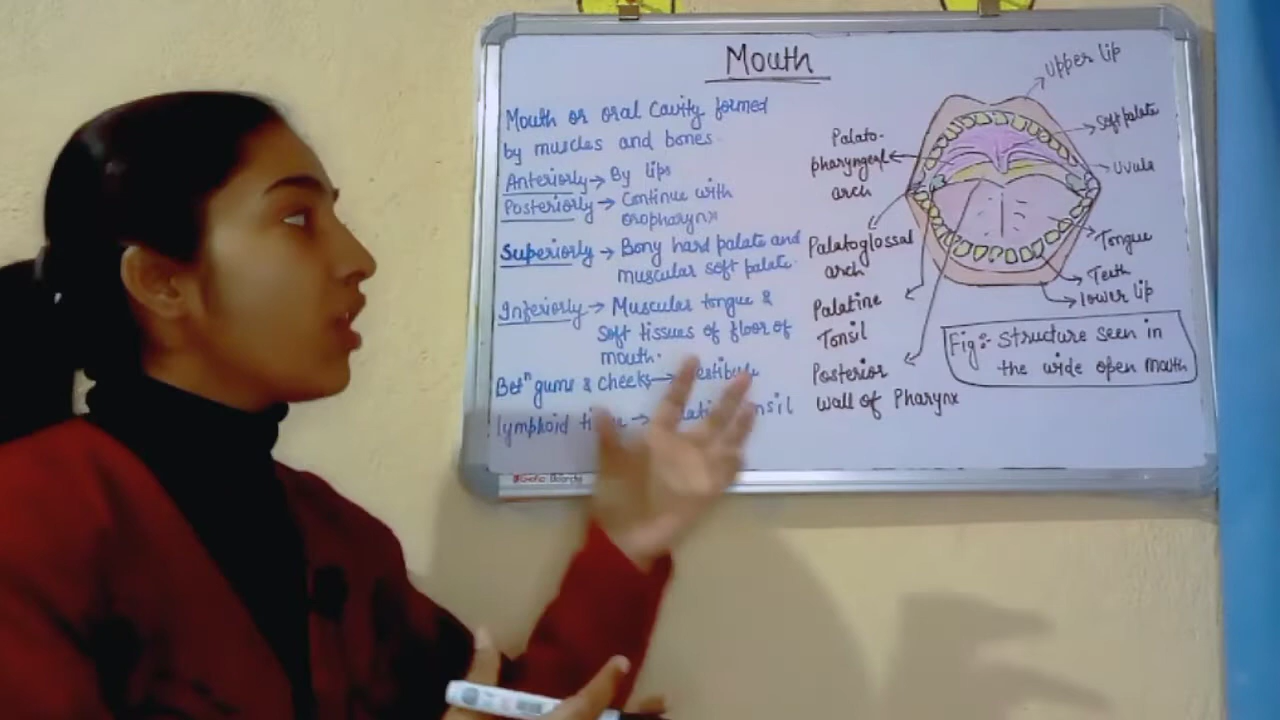 Mouth
Mouth or oral Cavity formed
by muscles and bones
Anteriorly → By lips
Posteriorly → Continue with
oropharynx
Superiorly → Bony hard palate and
muscular soft palate.
Inferiorly → Muscular tongue &
Soft tissues of floor of
mouth.
Betⁿ gums & cheeks →
lymphoid →
Upper lip
Soft palate
Uvula
Tongue
Teeth
lower lip
Palato-
pharyngeal
arch
Palatoglossal
arch
Palatine
Tonsil
Posterior
wall of Pharynx
Fig:- Structure seen in
the wide open mouth